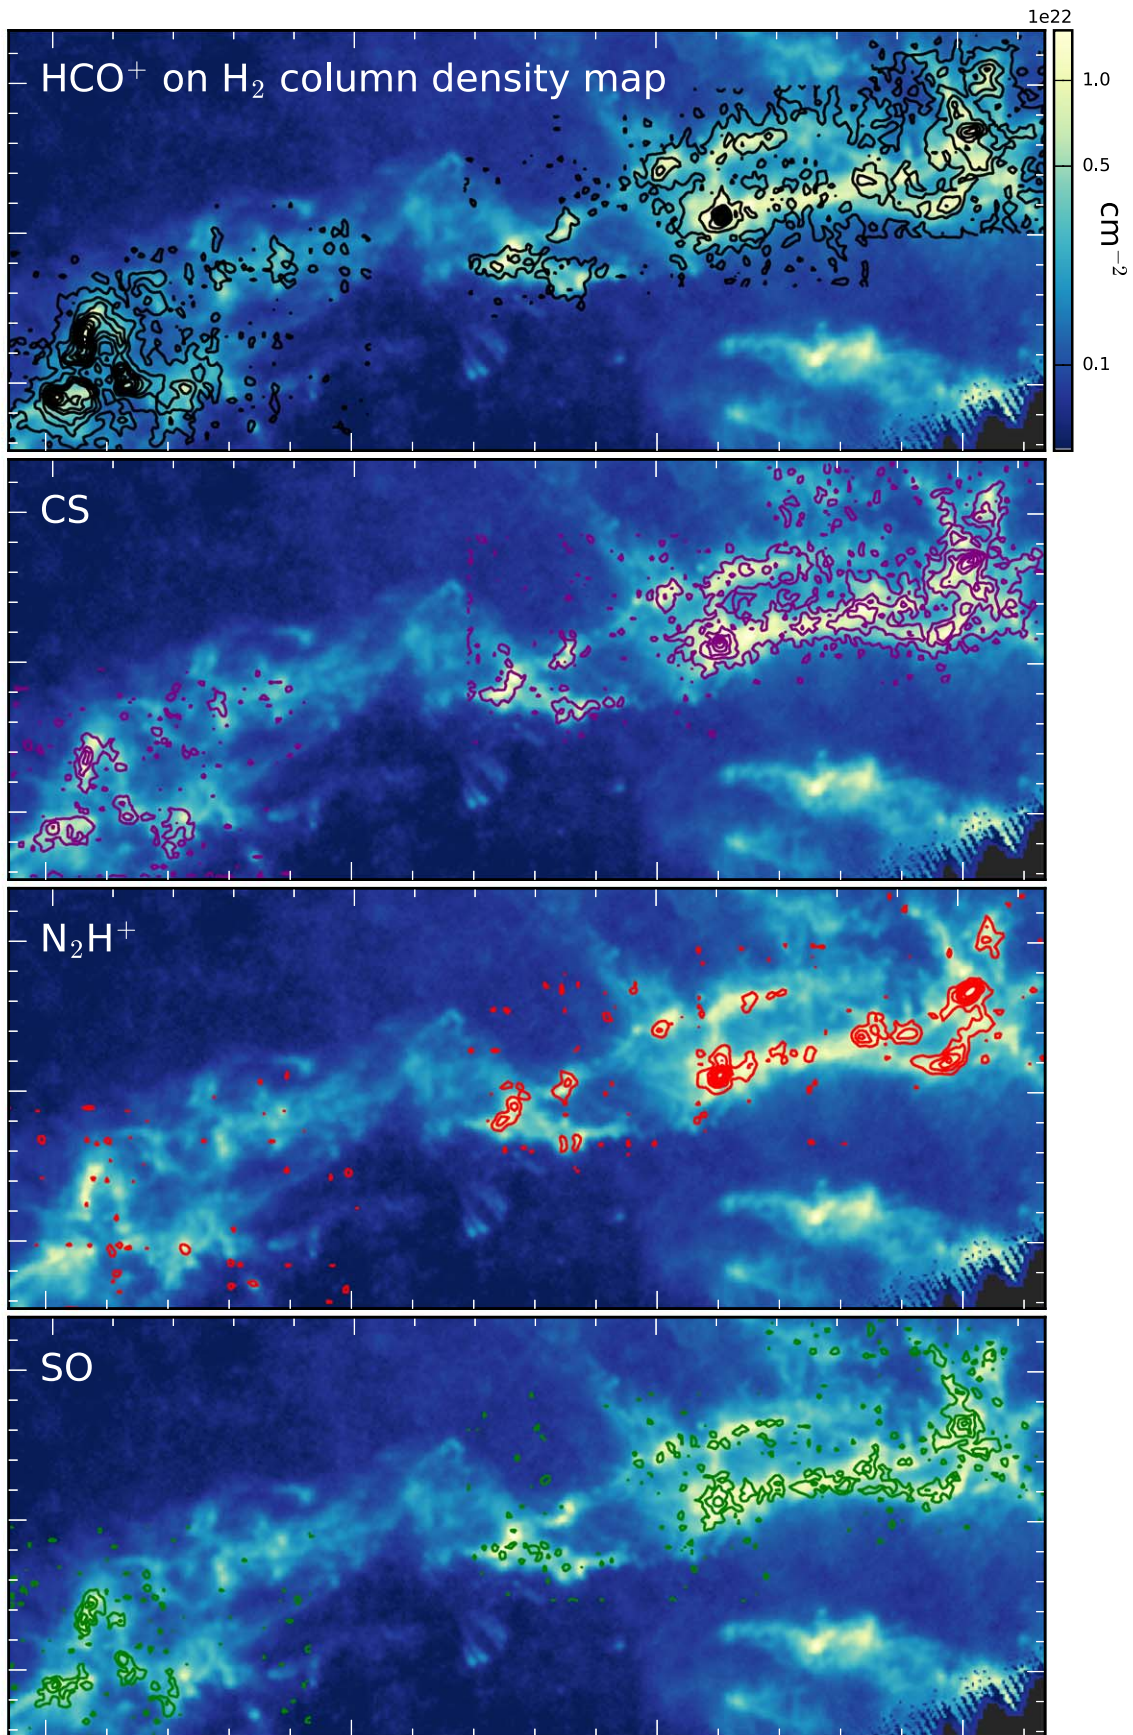 1e22
HCO⁺ on H₂ column density map
1.0
0.5
cm⁻²
0.1
CS
N₂H⁺
SO